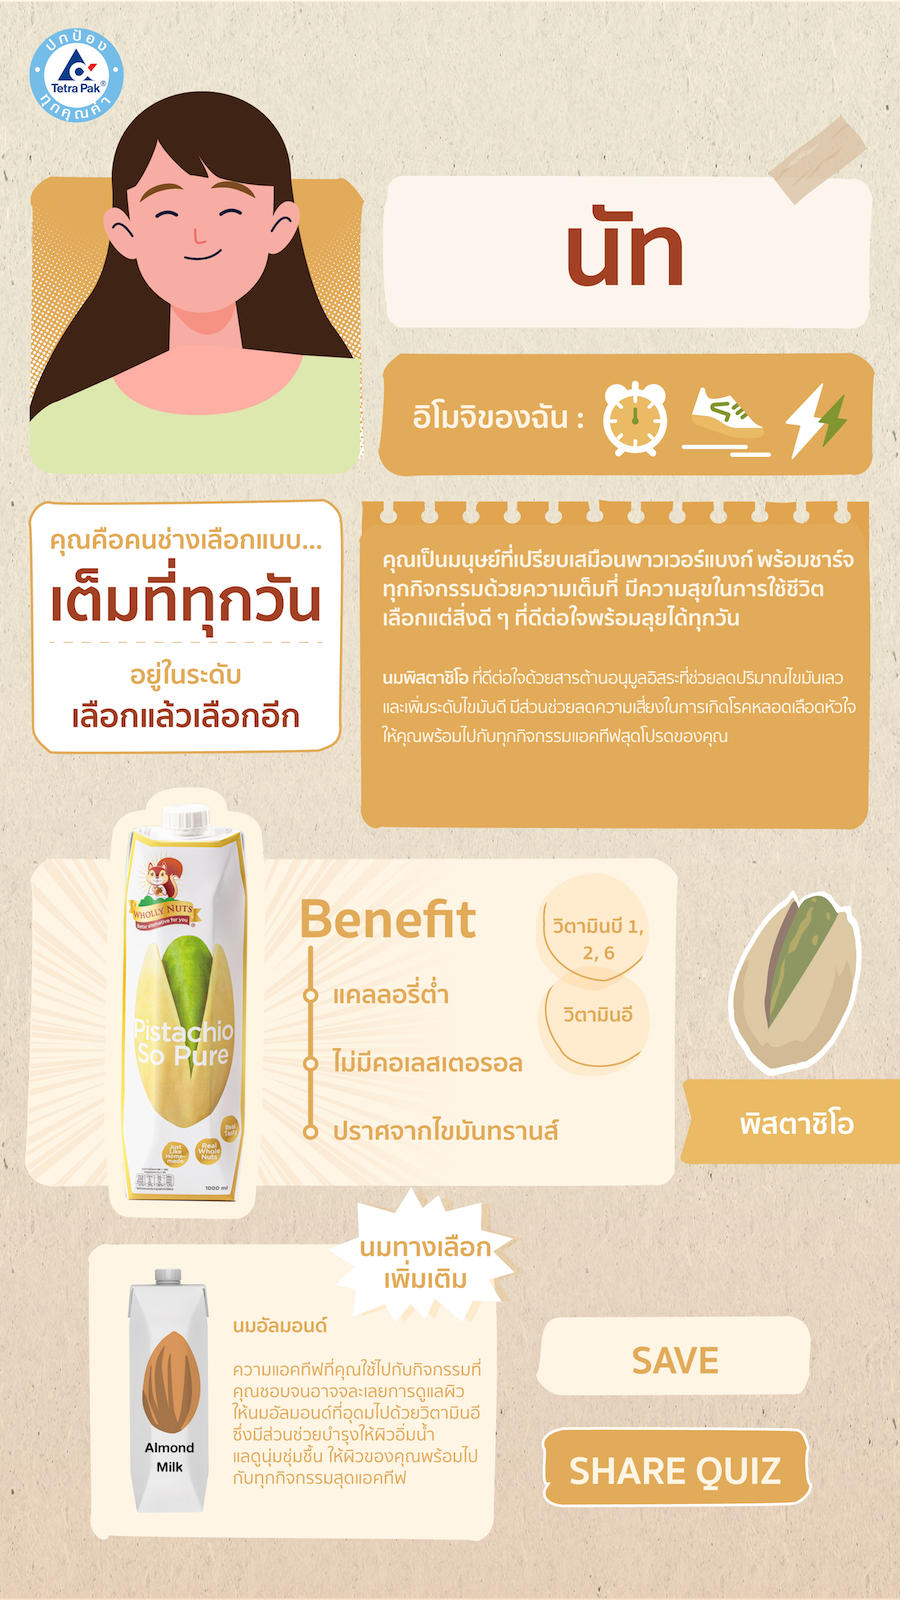 ปกป้อง
Tetra Pak®
ทุกคุณค่า
นัท
อิโมจิของฉัน :
คุณคือคนช่างเลือกแบบ...
เต็มที่ทุกวัน
อยู่ในระดับ
เลือกแล้วเลือกอีก
คุณเป็นมนุษย์ที่เปรียบเสมือนพาวเวอร์แบงก์ พร้อมชาร์จ
ทุกกิจกรรมด้วยความเต็มที่ มีความสุขในการใช้ชีวิต
เลือกแต่สิ่งดี ๆ ที่ดีต่อใจพร้อมลุยได้ทุกวัน
นมพิสตาชิโอ ที่ดีต่อใจด้วยสารต้านอนุมูลอิสระที่ช่วยลดปริมาณไขมันเลว
และเพิ่มระดับไขมันดี มีส่วนช่วยลดความเสี่ยงในการเกิดโรคหลอดเลือดหัวใจ
ให้คุณพร้อมไปกับทุกกิจกรรมแอคทีฟสุดโปรดของคุณ
WHOLLY NUTS®
Better alternative for you
Pistachio
So Pure
Real
Tasty
Just
Like
Home-
made
Real
Whole
Nuts
1000 ml
Benefit
แคลลอรี่ต่ำ
ไม่มีคอเลสเตอรอล
ปราศจากไขมันทรานส์
วิตามินบี 1,
2, 6
วิตามินอี
พิสตาชิโอ
นมทางเลือก
เพิ่มเติม
Almond
Milk
นมอัลมอนด์
ความแอคทีฟที่คุณใช้ไปกับกิจกรรมที่
คุณชอบจนอาจจะละเลยการดูแลผิว
ให้นมอัลมอนด์ที่อุดมไปด้วยวิตามินอี
ซึ่งมีส่วนช่วยบำรุงให้ผิวอิ่มน้ำ
แลดูนุ่มชุ่มชื้น ให้ผิวของคุณพร้อมไป
กับทุกกิจกรรมสุดแอคทีฟ
SAVE
SHARE QUIZ